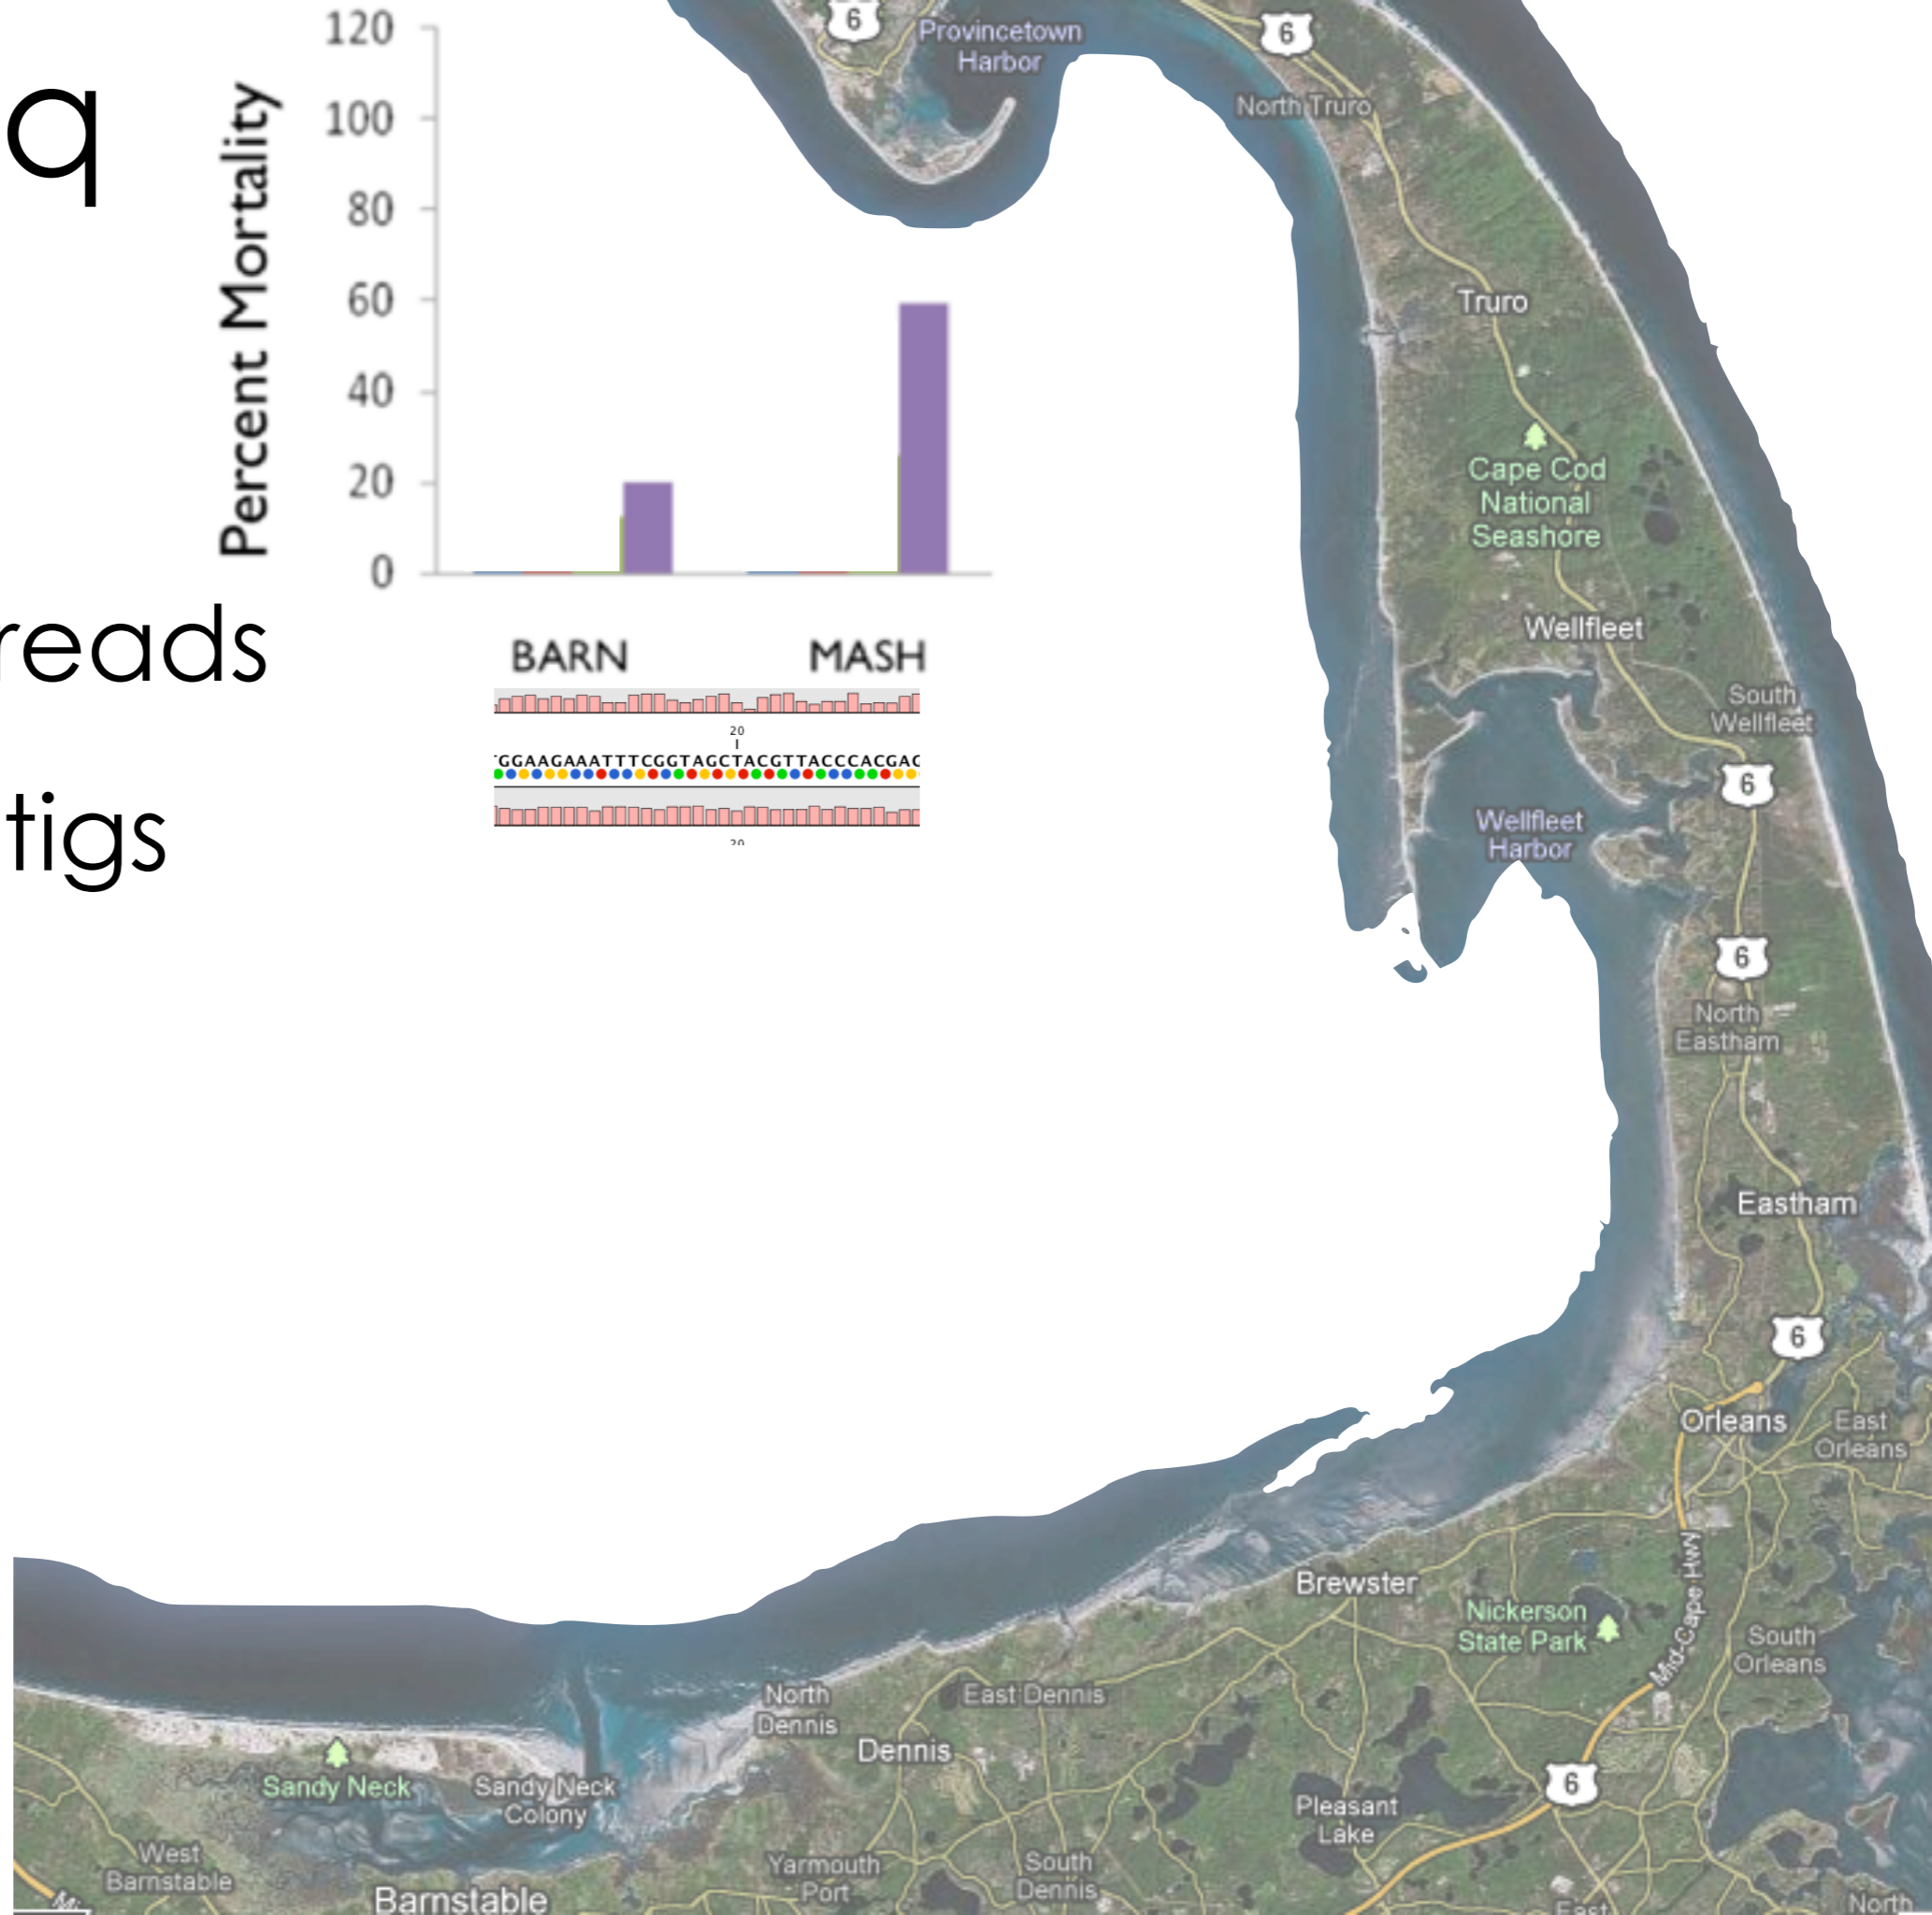 q
reads
tigs
Percent Mortality
120
100
80
60
40
20
0
BARN MASH
20
GGAAGAAATTTCGGTAGCTACGTTACCCACGAG
6
Provincetown
Harbor
6
North Truro
Truro
Cape Cod
National
Seashore
Wellfleet
South
Wellfleet
6
Wellfleet
Harbor
6
North
Eastham
Eastham
6
Orleans
East
Orleans
Brewster
Nickerson
State Park
Mid-Cape Hwy
South
Orleans
North
Dennis
East Dennis
Dennis
Sandy Neck
Sandy Neck
Colony
6
Pleasant
Lake
West
Barnstable
Yarmouth
Port
South
Dennis
Barnstable
East
North